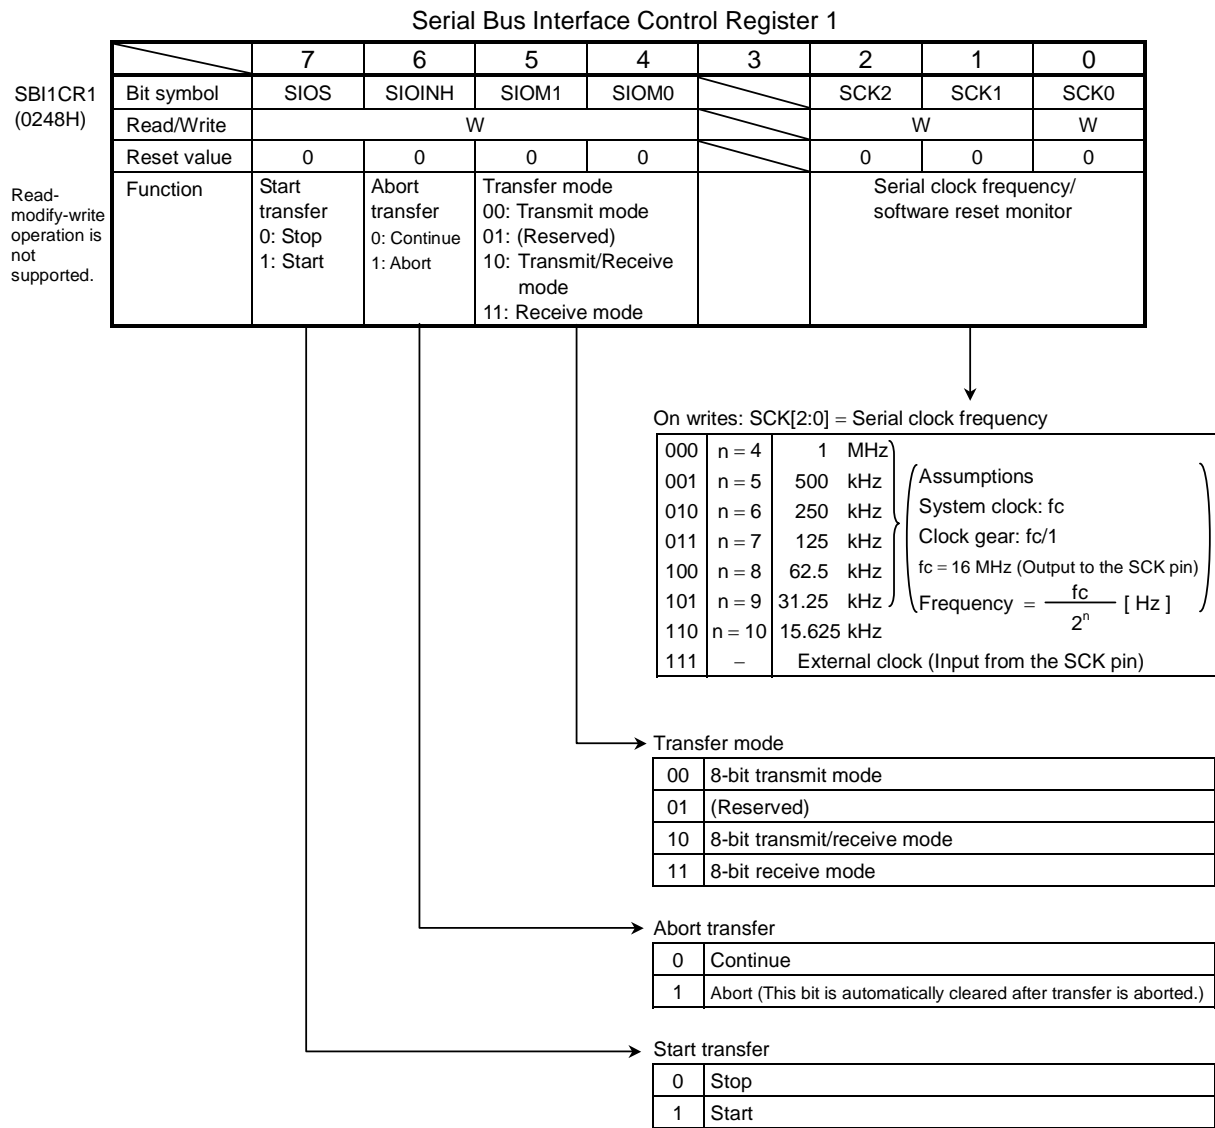 Serial Bus Interface Control Register 1
7 6 5 4 3 2 1 0
SBI1CR1
(0248H)
Bit symbol SIOS SIOINH SIOM1 SIOM0 SCK2 SCK1 SCK0
Read/Write W W W
Reset value 0 0 0 0 0 0 0
Read-
modify-write
operation is
not
supported.
Function
Start
transfer
0: Stop
1: Start
Abort
transfer
0: Continue
1: Abort
Transfer mode
00: Transmit mode
01: (Reserved)
10: Transmit/Receive
mode
11: Receive mode
Serial clock frequency/
software reset monitor
On writes: SCK[2:0] = Serial clock frequency
000 n = 4 1 MHz
001 n = 5 500 kHz
010 n = 6 250 kHz
011 n = 7 125 kHz
100 n = 8 62.5 kHz
101 n = 9 31.25 kHz
110 n = 10 15.625 kHz
111 – External clock (Input from the SCK pin)
Assumptions
System clock: fc
Clock gear: fc/1
fc = 16 MHz (Output to the SCK pin)
Frequency = fc / 2^n [ Hz ]
Transfer mode
00 8-bit transmit mode
01 (Reserved)
10 8-bit transmit/receive mode
11 8-bit receive mode
Abort transfer
0 Continue
1 Abort (This bit is automatically cleared after transfer is aborted.)
Start transfer
0 Stop
1 Start